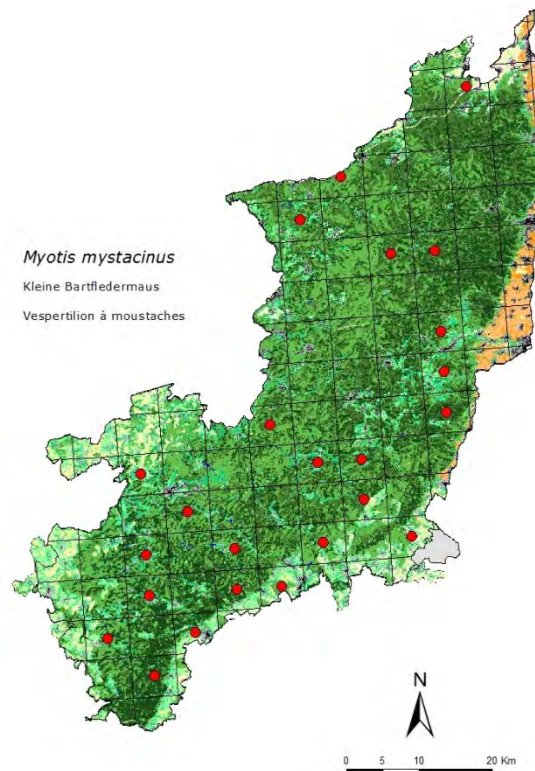 Myotis mystacinus
Kleine Bartfledermaus
Vespertilion à moustaches
N
0 5 10 20 Km